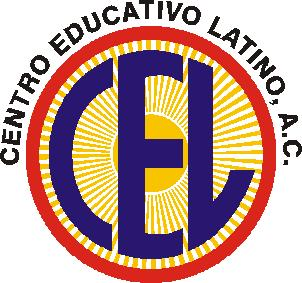 CENTRO EDUCATIVO LATINO, A.C.
CEL